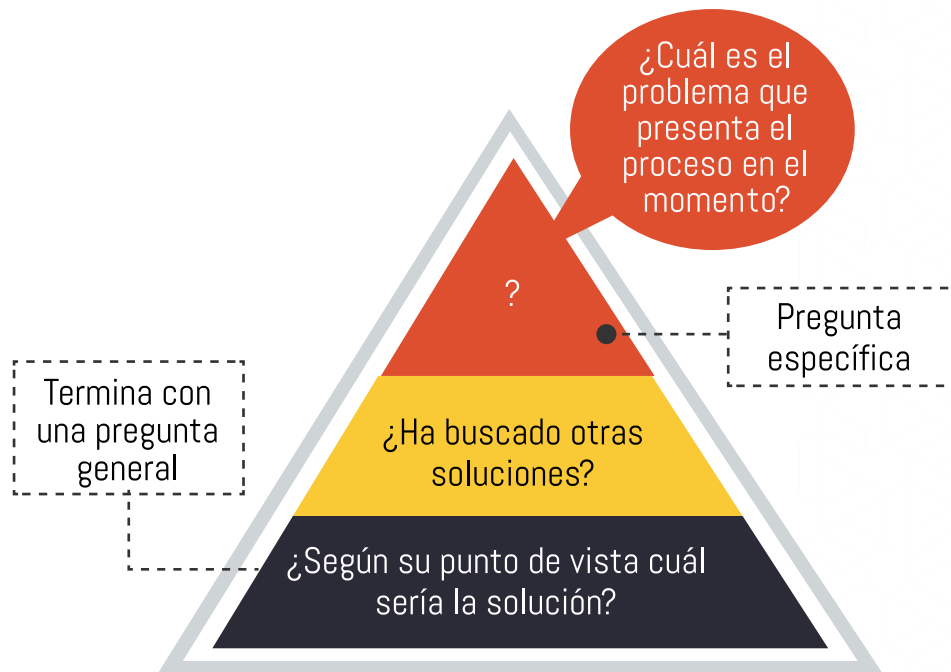 ¿Cuál es el
problema que
presenta el
proceso en el
momento?
?
Pregunta
específica
Termina con
una pregunta
general
¿Ha buscado otras
soluciones?
¿Según su punto de vista cuál
sería la solución?